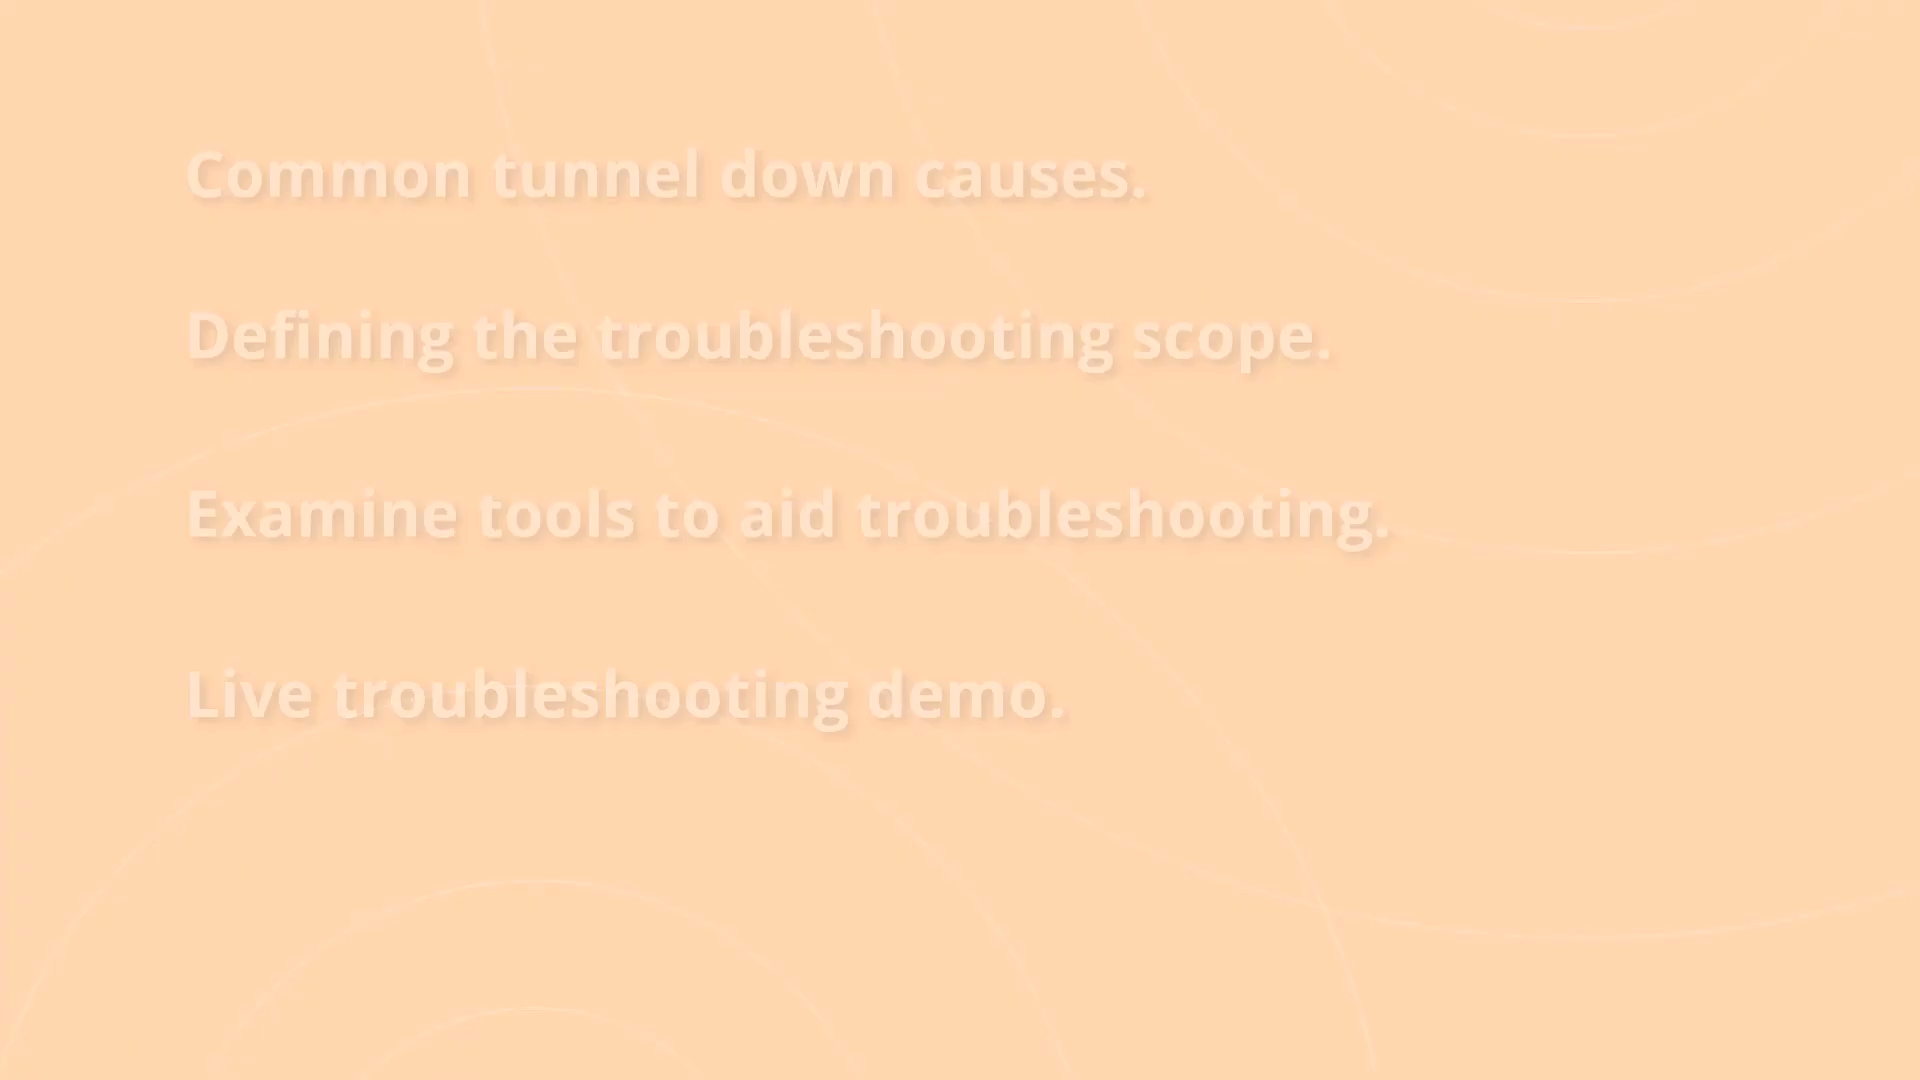 Common tunnel down causes.
Defining the troubleshooting scope.
Examine tools to aid troubleshooting.
Live troubleshooting demo.